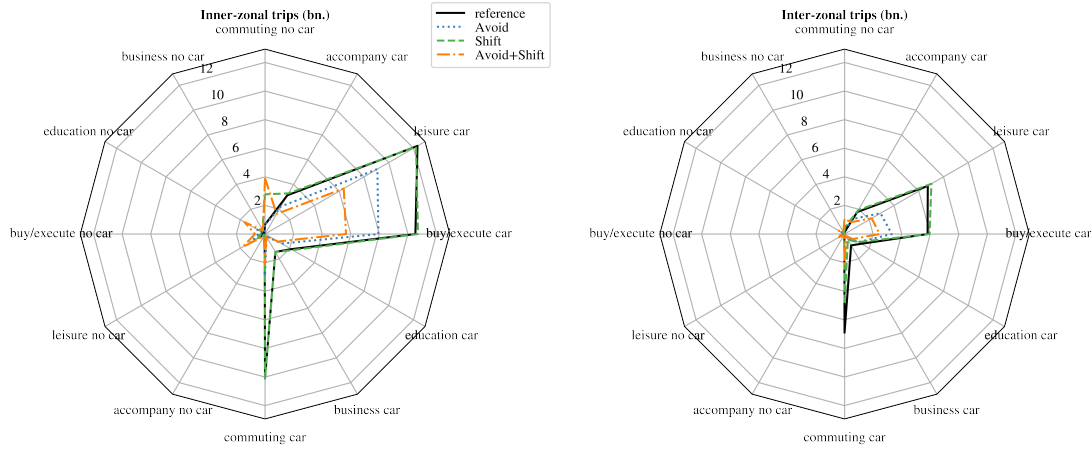 Inner-zonal trips (bn.)
commuting no car
business no car
accompany car
education no car
leisure car
buy/execute no car
buy/execute car
leisure no car
education car
accompany no car
business car
commuting car
12
10
8
6
4
2
reference
Avoid
Shift
Avoid+Shift
Inter-zonal trips (bn.)
commuting no car
business no car
accompany car
education no car
leisure car
buy/execute no car
buy/execute car
leisure no car
education car
accompany no car
business car
commuting car
12
10
8
6
4
2